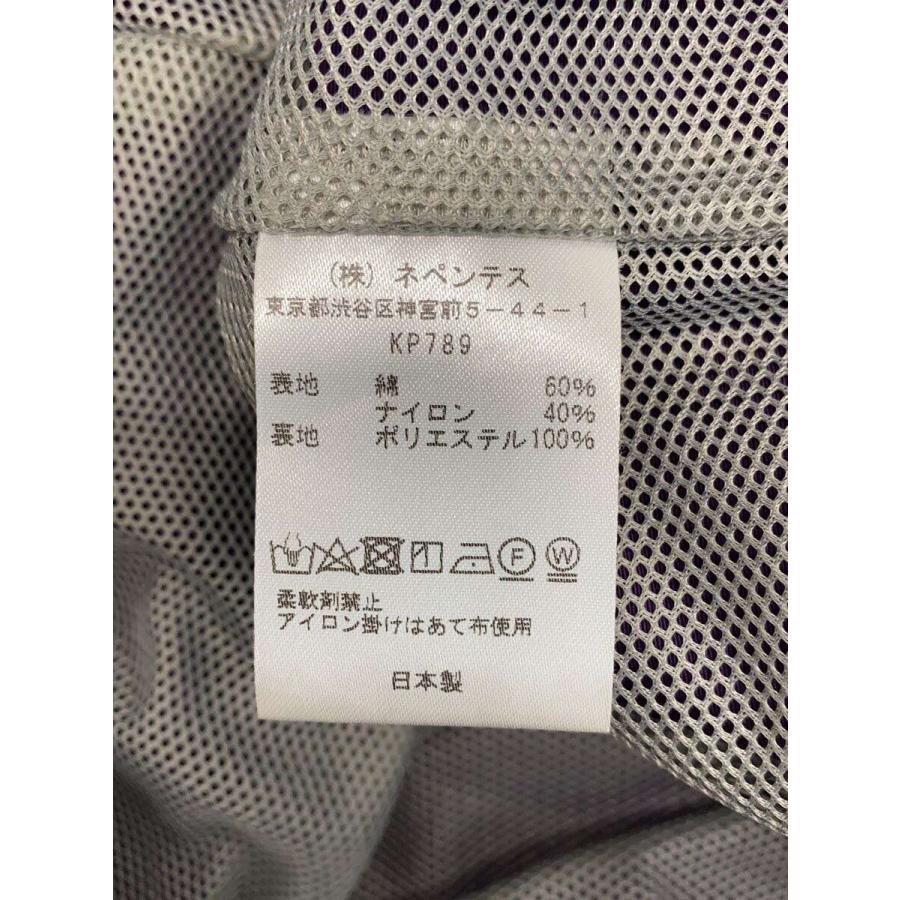 (株) ネペンテス
東京都渋谷区神宮前5-44-1
KP789
表地 綿 60%
ナイロン 40%
裏地 ポリエステル100%
F W
柔軟剤禁止
アイロン掛けはあて布使用
日本製